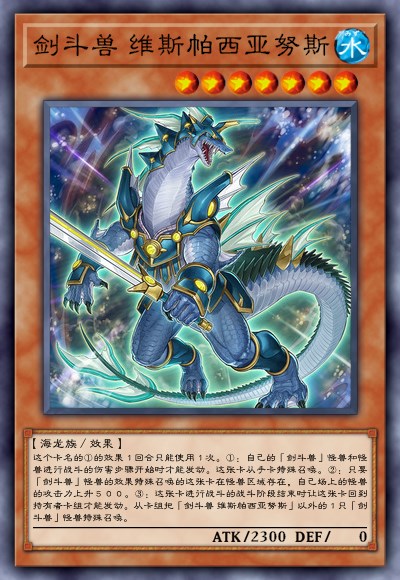 剑斗兽 维斯帕西亚努斯
水
【海龙族／效果】
这个卡名的①的效果１回合只能使用１次。①：自己的「剑斗兽」怪兽和怪
兽进行战斗的伤害步骤开始时才能发动。这张卡从手卡特殊召唤。②：只要
「剑斗兽」怪兽的效果特殊召唤的这张卡在怪兽区域存在，自己场上的怪兽
的攻击力上升５００。③：这张卡进行战斗的战斗阶段结束时让这张卡回到
持有者卡组才能发动。从卡组把「剑斗兽 维斯帕西亚努斯」以外的１只「剑
斗兽」怪兽特殊召唤。
ATK/2300 DEF/ 0